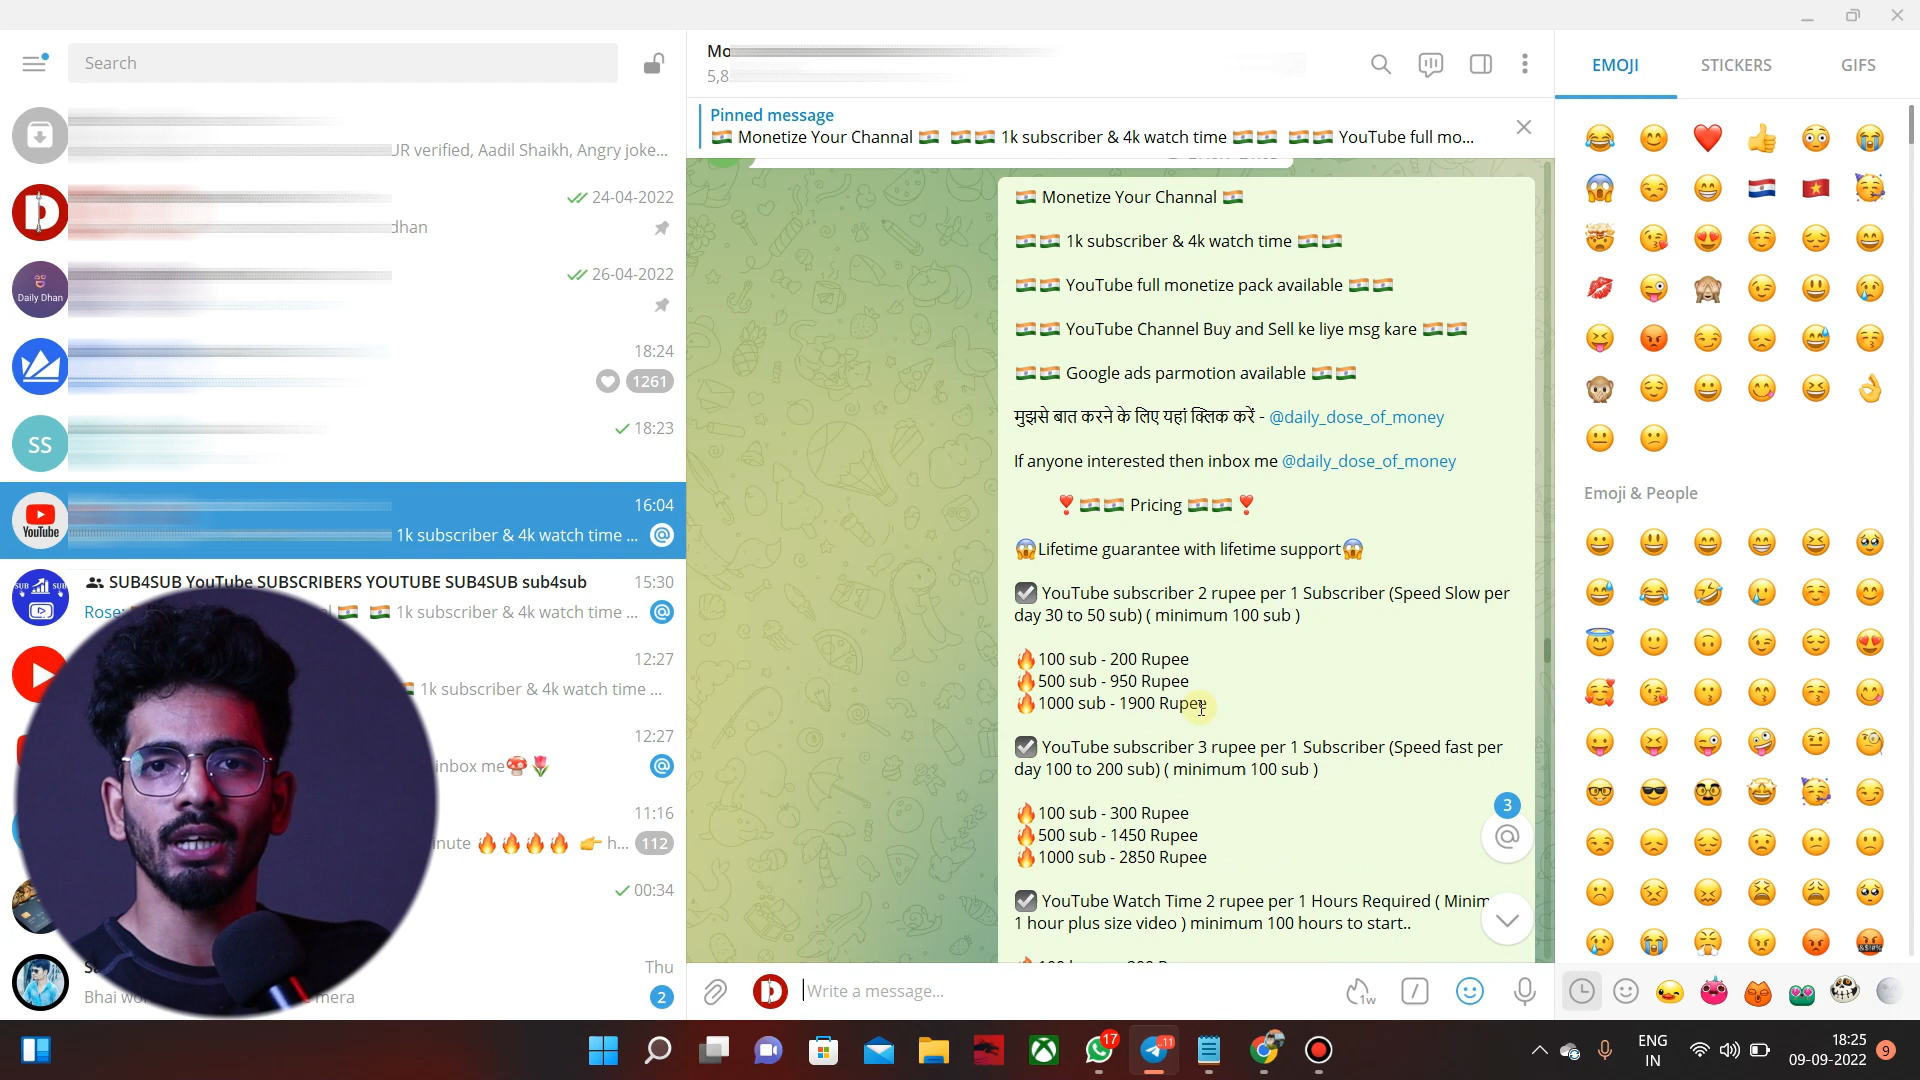 Search
UR verified, Aadil Shaikh, Angry joke...
24-04-2022
dhan
Daily Dhan
26-04-2022
18:24
1261
SS
18:23
YouTube
16:04
1k subscriber & 4k watch time ...
SUB4SUB YouTube SUBSCRIBERS YOUTUBE SUB4SUB sub4sub
15:30
Rose: 🇮🇳 🇮🇳 1k subscriber & 4k watch time ...
12:27
1k subscriber & 4k watch time ...
12:27
inbox me🍄🌷
11:16
nute 🔥🔥🔥🔥 👉 h...
112
00:34
Thu
Bhai
mera
2
Mo
5,8
Pinned message
🇮🇳 Monetize Your Channal 🇮🇳 🇮🇳🇮🇳 1k subscriber & 4k watch time 🇮🇳🇮🇳 🇮🇳🇮🇳 YouTube full mo...
🇮🇳 Monetize Your Channal 🇮🇳
🇮🇳🇮🇳 1k subscriber & 4k watch time 🇮🇳🇮🇳
🇮🇳🇮🇳 YouTube full monetize pack available 🇮🇳🇮🇳
🇮🇳🇮🇳 YouTube Channel Buy and Sell ke liye msg kare 🇮🇳🇮🇳
🇮🇳🇮🇳 Google ads parmotion available 🇮🇳🇮🇳
मुझसे बात करने के लिए यहां क्लिक करें - @daily_dose_of_money
If anyone interested then inbox me @daily_dose_of_money
❣️🇮🇳🇮🇳 Pricing 🇮🇳🇮🇳❣️
😱Lifetime guarantee with lifetime support😱
☑️ YouTube subscriber 2 rupee per 1 Subscriber (Speed Slow per
day 30 to 50 sub) ( minimum 100 sub )
🔥100 sub - 200 Rupee
🔥500 sub - 950 Rupee
🔥1000 sub - 1900 Rupee
☑️ YouTube subscriber 3 rupee per 1 Subscriber (Speed fast per
day 100 to 200 sub) ( minimum 100 sub )
🔥100 sub - 300 Rupee
🔥500 sub - 1450 Rupee
🔥1000 sub - 2850 Rupee
☑️ YouTube Watch Time 2 rupee per 1 Hours Required ( Minim
1 hour plus size video ) minimum 100 hours to start..
3
Write a message...
1w
EMOJI
STICKERS
GIFS
Emoji & People
17
11
ENG
IN
18:25
09-09-2022
9